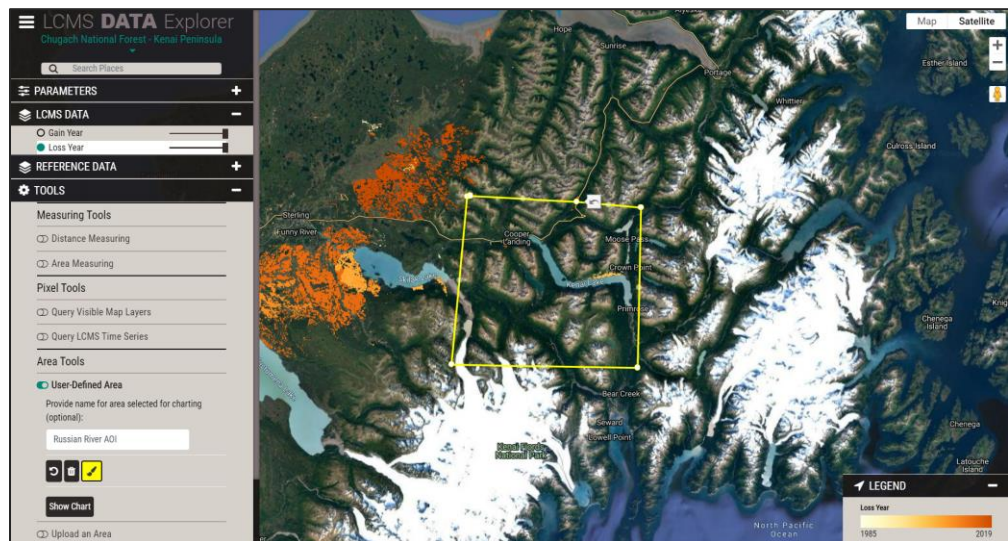 LCMS DATA Explorer
Chugach National Forest - Kenai Peninsula
Search Places
PARAMETERS
LCMS DATA
Gain Year
Loss Year
REFERENCE DATA
TOOLS
Measuring Tools
Distance Measuring
Area Measuring
Pixel Tools
Query Visible Map Layers
Query LCMS Time Series
Area Tools
User-Defined Area
Provide name for area selected for charting
(optional):
Russian River AOI
Show Chart
Upload an Area
Map
Satellite
Hope
Sunrise
Portage
Esther Island
Whittier
Culross Island
Sterling
Funny River
Cooper
Landing
Moose Pass
Crown Point
Kenai Lake
Primrose
Chenega
Island
Bear Creek
Seward
Lowell Point
Kenai Fjords
National Park
Chenega
Latouche
Island
North Pacific
Ocean
LEGEND
Loss Year
1985
2019